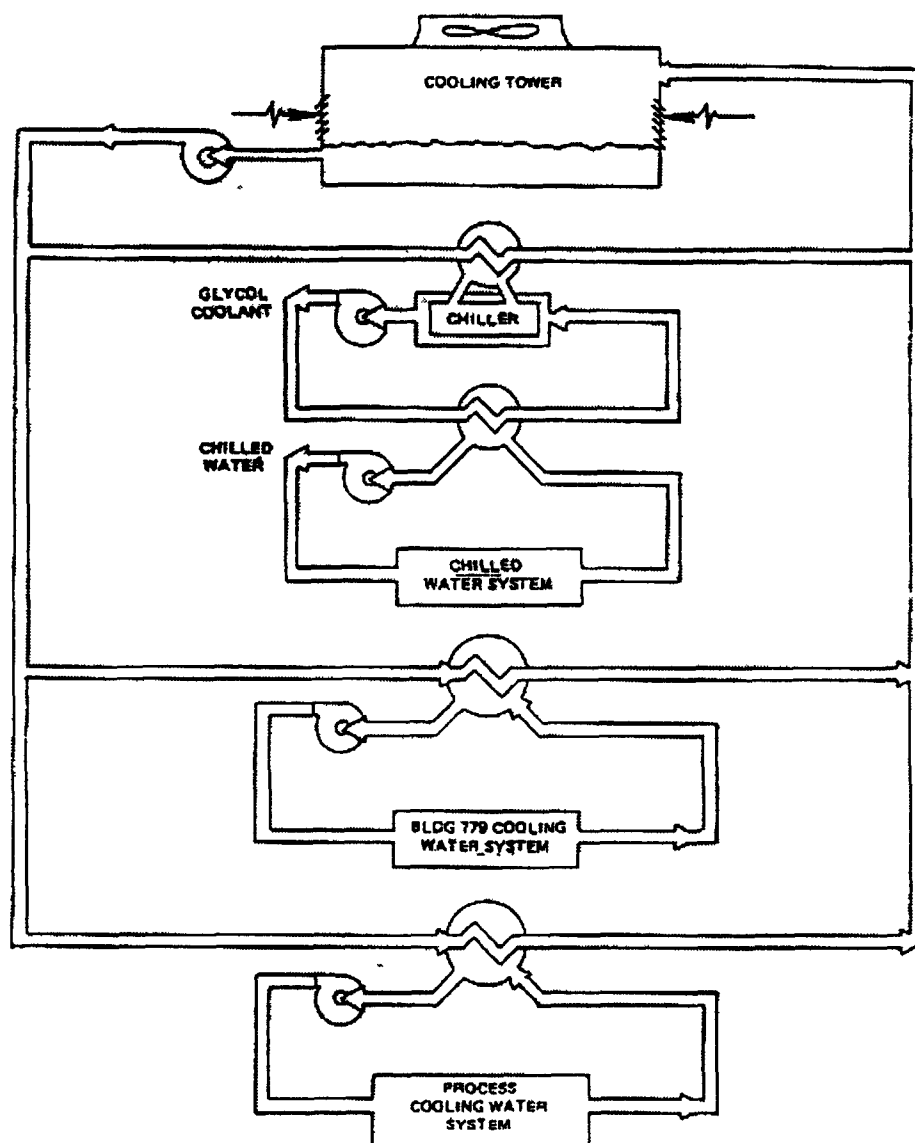 COOLING TOWER
GLYCOL
COOLANT
CHILLER
CHILLED
WATER
CHILLED
WATER SYSTEM
BLDG 779 COOLING
WATER SYSTEM
PROCESS
COOLING WATER
SYSTEM